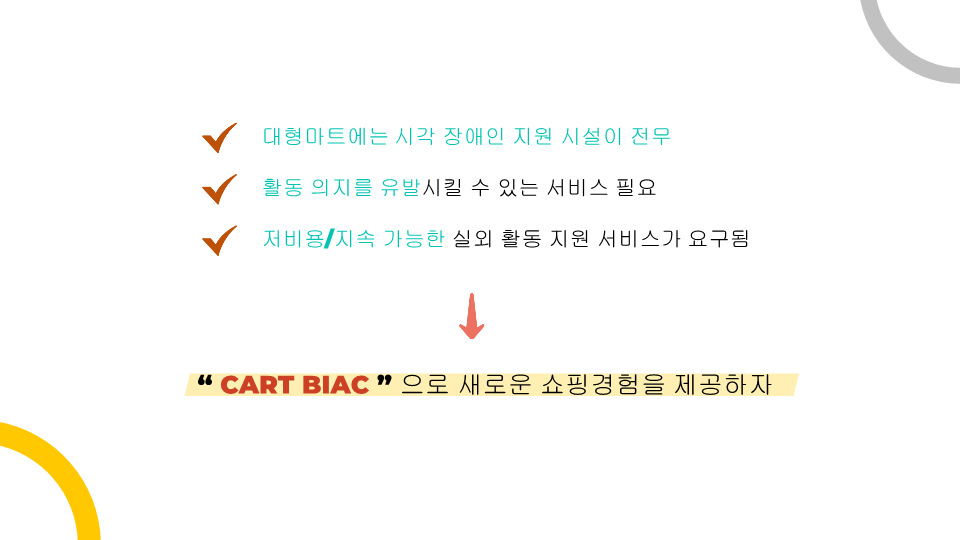 대형마트에는 시각 장애인 지원 시설이 전무
활동 의지를 유발시킬 수 있는 서비스 필요
저비용/지속 가능한 실외 활동 지원 서비스가 요구됨
“ CART BIAC ” 으로 새로운 쇼핑경험을 제공하자